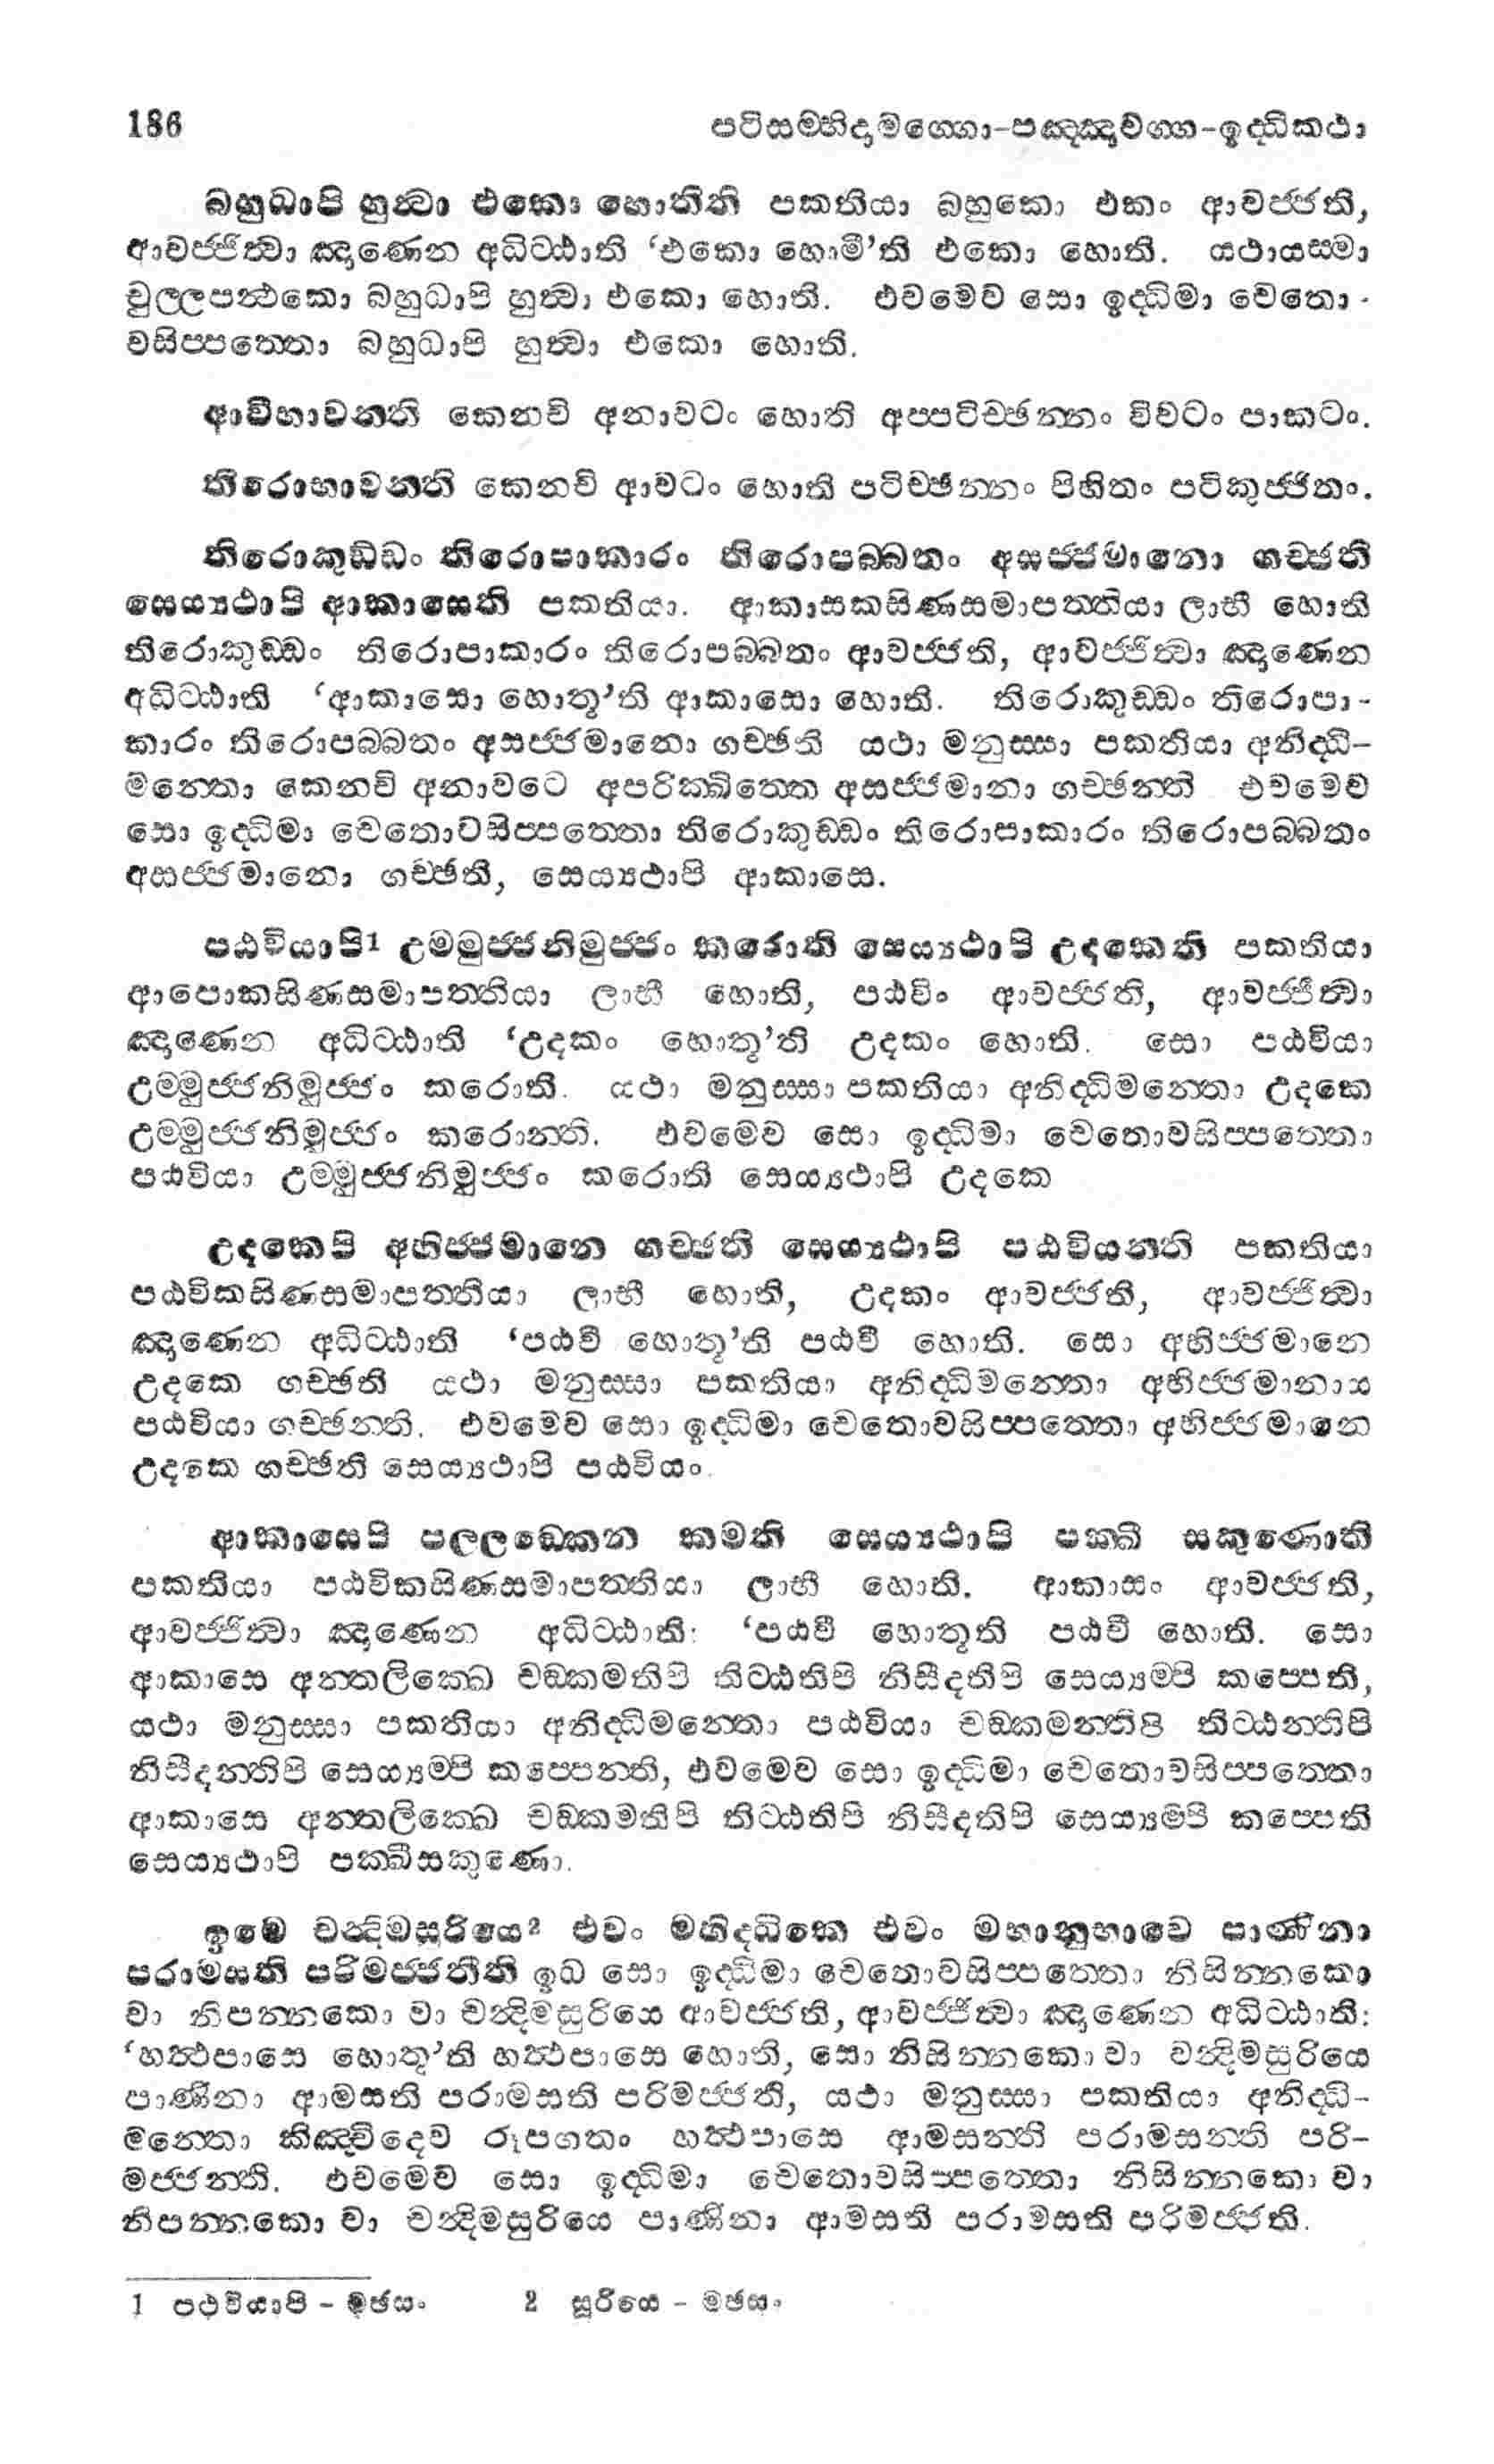 186 පටිසම්භිදාමග්ගො-පඤ්ඤාවග්ග-ඉද්ධිකථා
බහුධාපි හුත්වා එකො හොතීති පකතියා බහුකො එකං ආවජ්ජති,
ආවජ්ජිත්වා ඤාණෙන අධිට්ඨාති ‘එකො හොමී’ති එකො හොති. යථායස්මා
චුල්ලපන්ථකො බහුධාපි හුත්වා එකො හොති. එවමෙව සො ඉද්ධිමා චෙතො-
වසිප්පත්තො බහුධාපි හුත්වා එකො හොති.
ආවීභාවන්ති කෙනචි අනාවටං හොති අප්පටිච්ඡන්නං විවටං පාකටං.
තිරොභාවන්ති කෙනචි ආවටං හොති පටිච්ඡන්නං පිහිතං පටිකුජ්ජිතං.
තිරොකුඩ්ඩං තිරොපාකාරං තිරොපබ්බතං අසජ්ජමානො ගච්ඡති
සෙය්‍යථාපි ආකාසෙති පකතියා. ආකාසකසිණසමාපත්තියා ලාභී හොති
තිරොකුඩ්ඩං තිරොපාකාරං තිරොපබ්බතං ආවජ්ජති, ආවජ්ජිත්වා ඤාණෙන
අධිට්ඨාති ‘ආකාසො හොතූ’ති ආකාසො හොති. තිරොකුඩ්ඩං තිරොපා-
කාරං තිරොපබ්බතං අසජ්ජමානො ගච්ඡති යථා මනුස්සා පකතියා අනිද්ධි-
මන්තො කෙනචි අනාවටෙ අපරික්ඛිත්තෙ අසජ්ජමානා ගච්ඡන්ති එවමෙව
සො ඉද්ධිමා චෙතොවසිප්පත්තො තිරොකුඩ්ඩං තිරොපාකාරං තිරොපබ්බතං
අසජ්ජමානො ගච්ඡති, සෙය්‍යථාපි ආකාසෙ.
පඨවියාපි1 උම්මුජ්ජනිමුජ්ජං කරොති සෙය්‍යථාපි උදකෙති පකතියා
ආපොකසිණසමාපත්තියා ලාභී හොති, පඨවිං ආවජ්ජති, ආවජ්ජිත්වා
ඤාණෙන අධිට්ඨාති ‘උදකං හොතූ’ති උදකං හොති. සො පඨවියා
උම්මුජ්ජනිමුජ්ජං කරොති. යථා මනුස්සා පකතියා අනිද්ධිමන්තො උදකෙ
උම්මුජ්ජනිමුජ්ජං කරොන්ති. එවමෙව සො ඉද්ධිමා චෙතොවසිප්පත්තො
පඨවියා උම්මුජ්ජනිමුජ්ජං කරොති සෙය්‍යථාපි උදකෙ
උදකෙපි අභිජ්ජමානෙ ගච්ඡති සෙය්‍යථාපි පඨවියන්ති පකතියා
පඨවිකසිණසමාපත්තියා ලාභී හොති, උදකං ආවජ්ජති, ආවජ්ජිත්වා
ඤාණෙන අධිට්ඨාති ‘පඨවී හොතූ’ති පඨවී හොති. සො අභිජ්ජමානෙ
උදකෙ ගච්ඡති යථා මනුස්සා පකතියා අනිද්ධිමන්තො අභිජ්ජමානාය
පඨවියා ගච්ඡන්ති. එවමෙව සො ඉද්ධිමා චෙතොවසිප්පත්තො අභිජ්ජමානෙ
උදකෙ ගච්ඡති සෙය්‍යථාපි පඨවියං.
ආකාසෙපි පල්ලඞ්කෙන කමති සෙය්‍යථාපි පක්ඛී සකුණොති
පකතියා පඨවිකසිණසමාපත්තියා ලාභී හොති. ආකාසං ආවජ්ජති,
ආවජ්ජිත්වා ඤාණෙන අධිට්ඨාති: ‘පඨවී හොතූති පඨවී හොති. සො
ආකාසෙ අන්තලික්ඛෙ චඞ්කමතිපි තිට්ඨතිපි නිසීදතිපි සෙය්‍යම්පි කප්පෙති,
යථා මනුස්සා පකතියා අනිද්ධිමන්තො පඨවියා චඞ්කමන්තිපි තිට්ඨන්තිපි
නිසීදන්තිපි සෙය්‍යම්පි කප්පෙන්ති, එවමෙව සො ඉද්ධිමා චෙතොවසිප්පත්තො
ආකාසෙ අන්තලික්ඛෙ චඞ්කමතිපි තිට්ඨතිපි නිසීදතිපි සෙය්‍යම්පි කප්පෙති
සෙය්‍යථාපි පක්ඛීසකුණො.
ඉමෙ චන්දිමසුරියෙ2 එවං මහිද්ධිකෙ එවං මහානුභාවෙ පාණිනා
පරාමසති පරිමජ්ජතීති ඉධ සො ඉද්ධිමා චෙතොවසිප්පත්තො නිසින්නකො
වා නිපන්නකො වා චන්දිමසුරියෙ ආවජ්ජති, ආවජ්ජිත්වා ඤාණෙන අධිට්ඨාති:
‘හත්ථපාසෙ හොතූ’ති හත්ථපාසෙ හොති, සො නිසින්නකො වා චන්දිමසුරියෙ
පාණිනා ආමසති පරාමසති පරිමජ්ජති, යථා මනුස්සා පකතියා අනිද්ධි-
මන්තො කිඤ්චිදෙව රූපගතං හත්ථපාසෙ ආමසන්ති පරාමසන්ති පරි-
මජ්ජන්ති. එවමෙව සො ඉද්ධිමා චෙතොවසිප්පත්තො නිසින්නකො වා
නිපන්නකො වා චන්දිමසුරියෙ පාණිනා ආමසති පරාමසති පරිමජ්ජති.
1 පථවියාපි - මඡසං 2 සූරියෙ - මඡසං